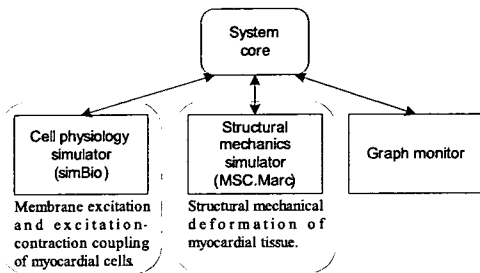 System
core
Cell physiology
simulator
(simBio)
Structural
mechanics
simulator
(MSC.Marc)
Graph monitor
Membrane excitation
and excitation-
contraction coupling
of myocardial cells.
Structural mechanical
deformation of
myocardial tissue.